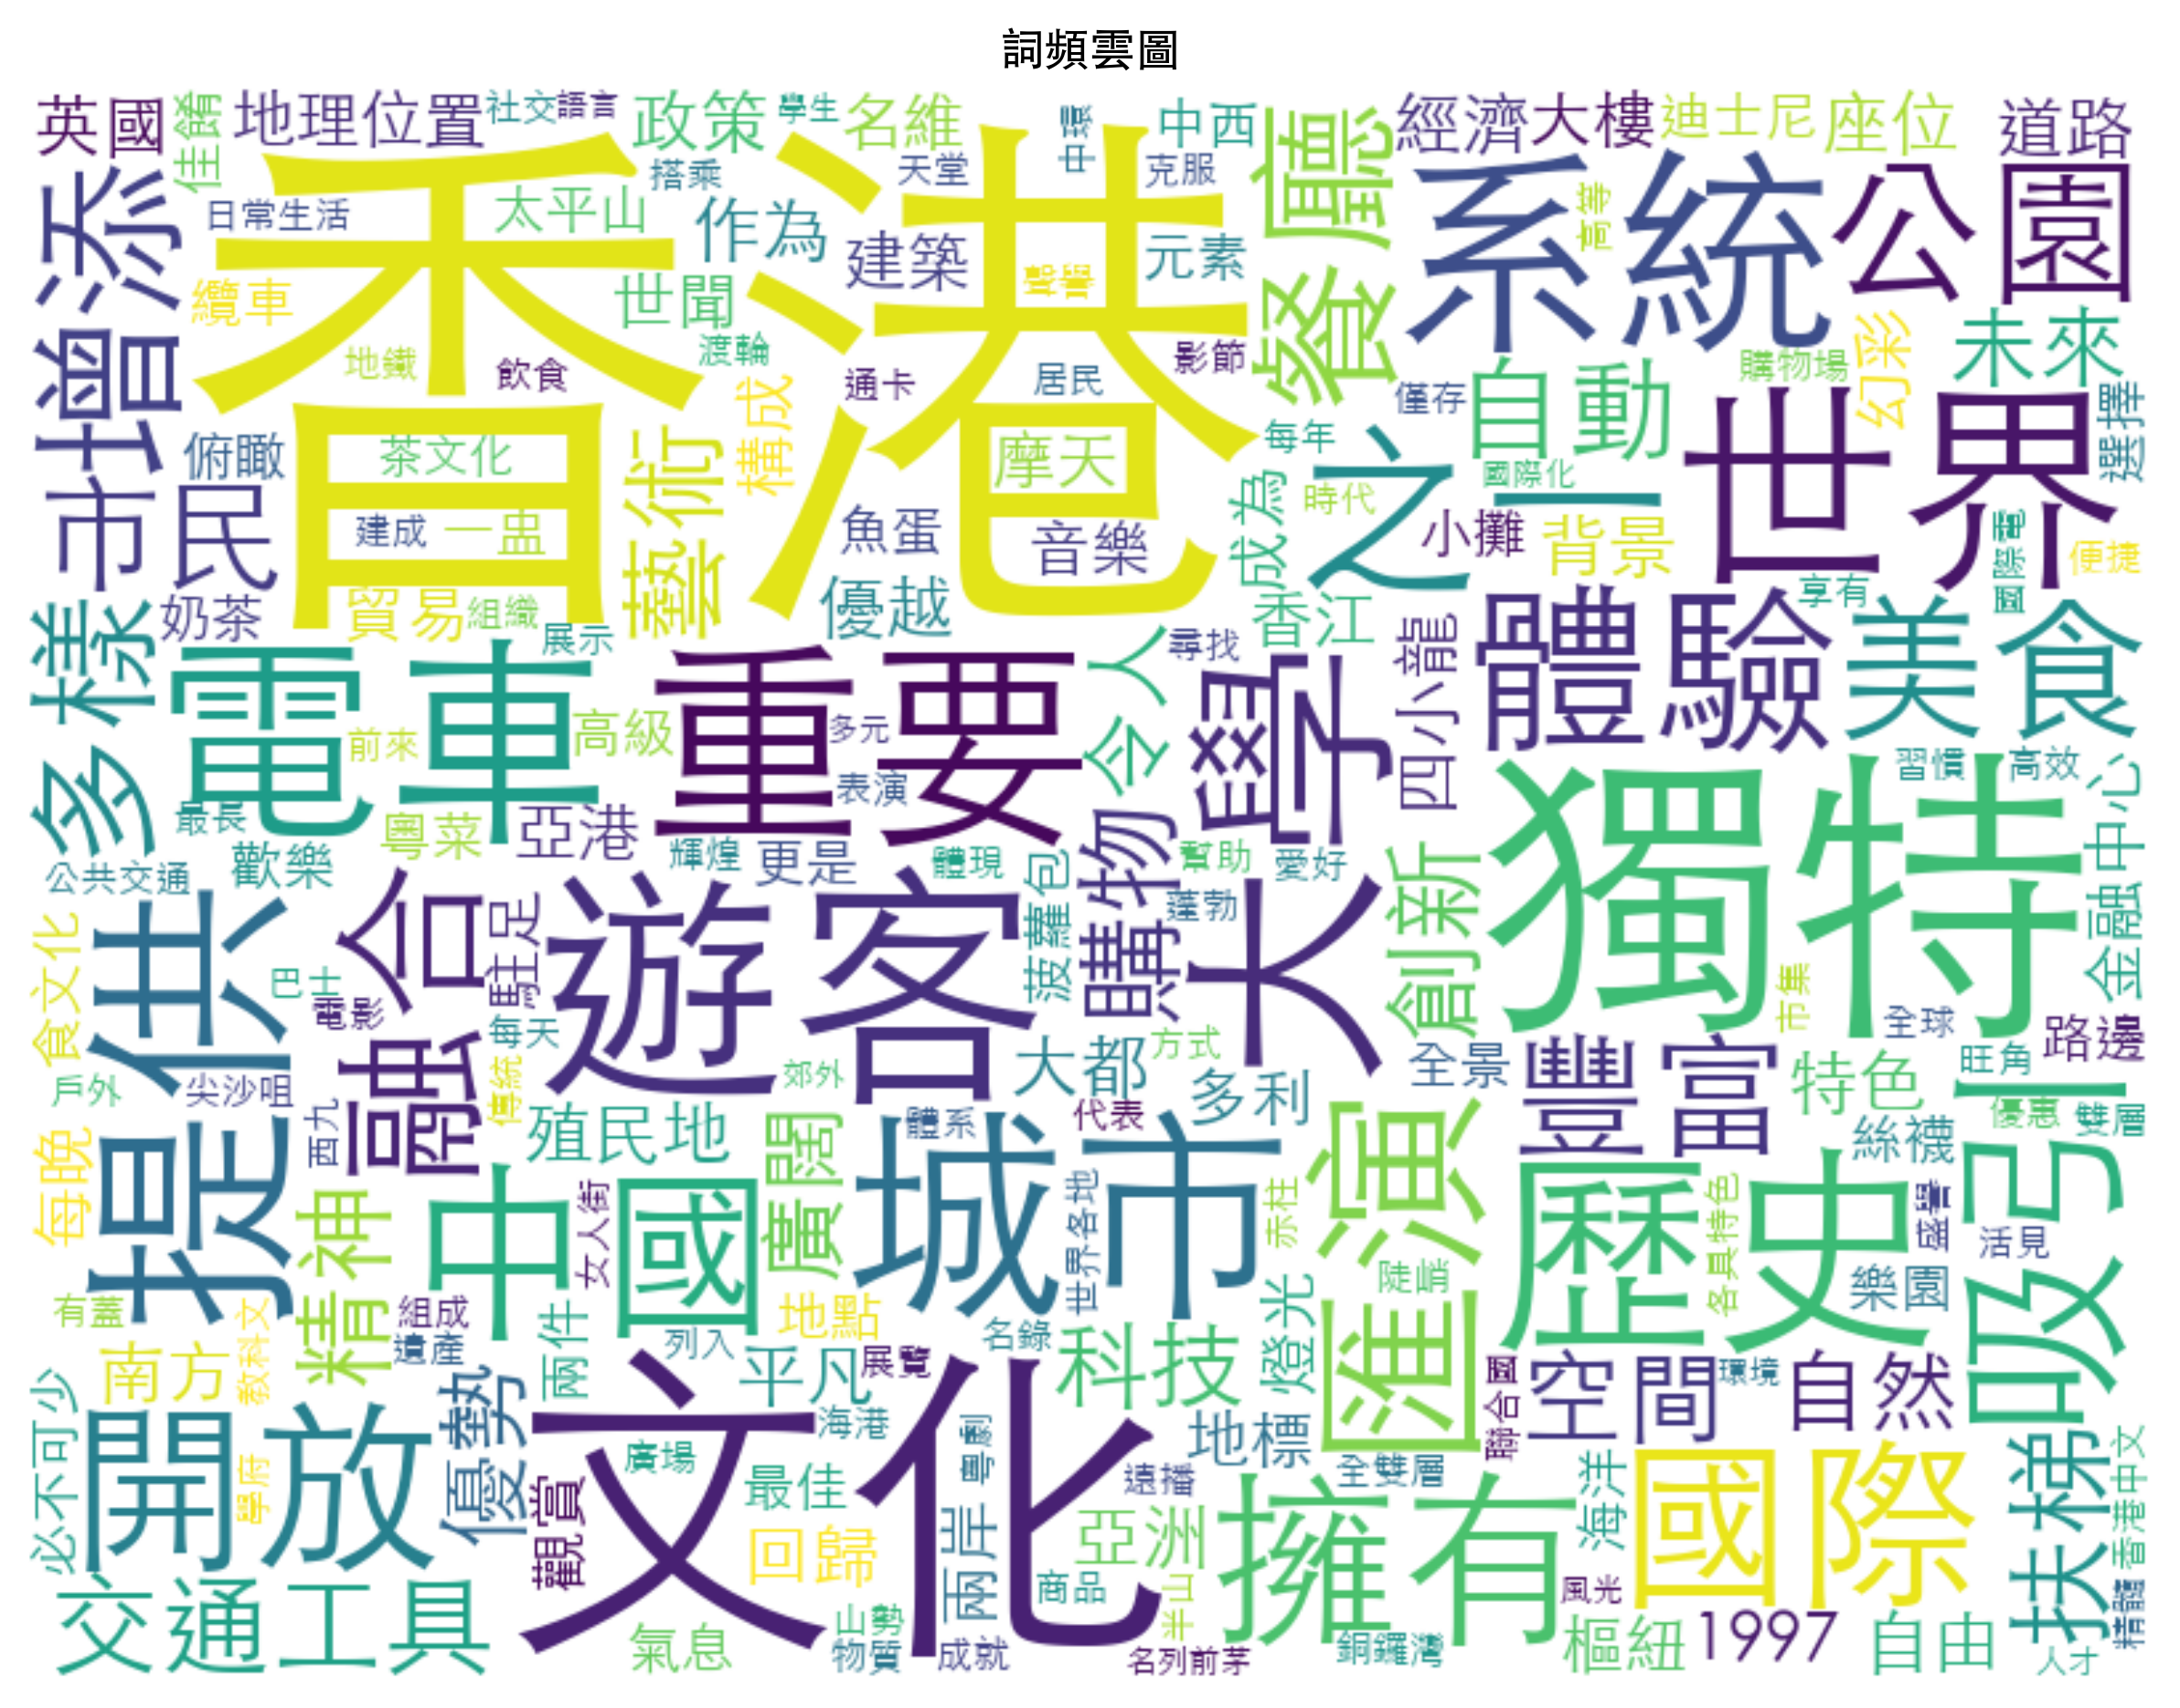 詞頻雲圖
英國
佳餚
地理位置
社交
語言
政策
學生
名維
中環
中西
餐廳
經濟
大樓
迪士尼
座位
道路
增添
日常生活
香港
搭乘
天堂
克服
太平山
作為
建築
元素
系統
高等
公園
纜車
世聞
地鐵
飲食
渡輪
通卡
居民
影節
僅存
自動
購物場
幻彩
未來
俯瞰
茶文化
藝術
構成
摩天
每年
之一
國際化
世界
選擇
市民
建成
一盅
魚蛋
音樂
成為
時代
小攤
背景
國際電
便捷
奶茶
貿易
組織
優越
香江
享有
多樣
展示
令人
尋找
四小龍
體驗
美食
電車
前來
高級
重要
多元
表演
大學
習慣
高效
金融中心
最長
粵菜
亞港
輝煌
更是
體現
購物
幫助
愛好
獨特
公共交通
歡樂
融合
駐足
遊客
菠蘿包
蓬勃
創新
食文化
提供
巴士
電影
每天
市集
全球
路邊
戶外
尖沙咀
傳統
郊外
大都
方式
全景
豐富
特色
旺角
吸引
每晚
西九
殖民地
廣闊
體系
代表
多利
匯演
優惠
雙層
精神
中國
女人街
城市
世界各地
赤柱
歷史
各具特色
絲襪
盛譽
活見
有蓋
組成
兩件
地點
陡峭
樂園
南方
教科文
遺產
列入
平凡
展覽
名錄
科技
燈光
聯合國
空間
環境
自然
必不可少
開放
學府
優勢
文化
海港
粵劇
地標
觀賞
廣場
最佳
遠播
全雙層
海洋
國際
扶梯
香港中文
回歸
兩岸
亞洲
擁有
交通工具
氣息
山勢
商品
半山
風光
物質
成就
名列前茅
銅鑼灣
樞紐
1997
自由
精髓
人才